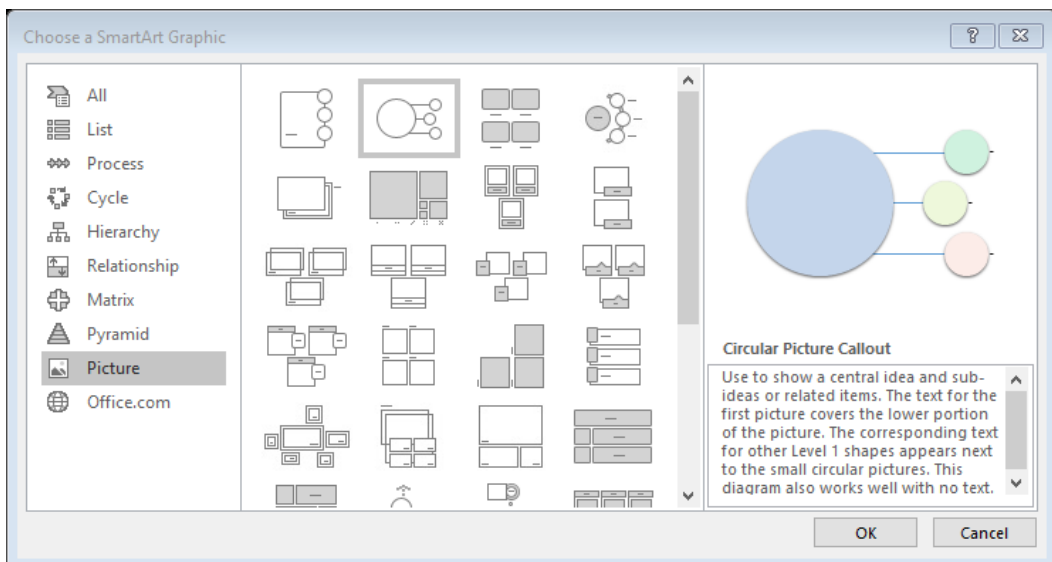 Choose a SmartArt Graphic
All
List
Process
Cycle
Hierarchy
Relationship
Matrix
Pyramid
Picture
Office.com
Circular Picture Callout
Use to show a central idea and sub-
ideas or related items. The text for the
first picture covers the lower portion
of the picture. The corresponding text
for other Level 1 shapes appears next
to the small circular pictures. This
diagram also works well with no text.
OK
Cancel